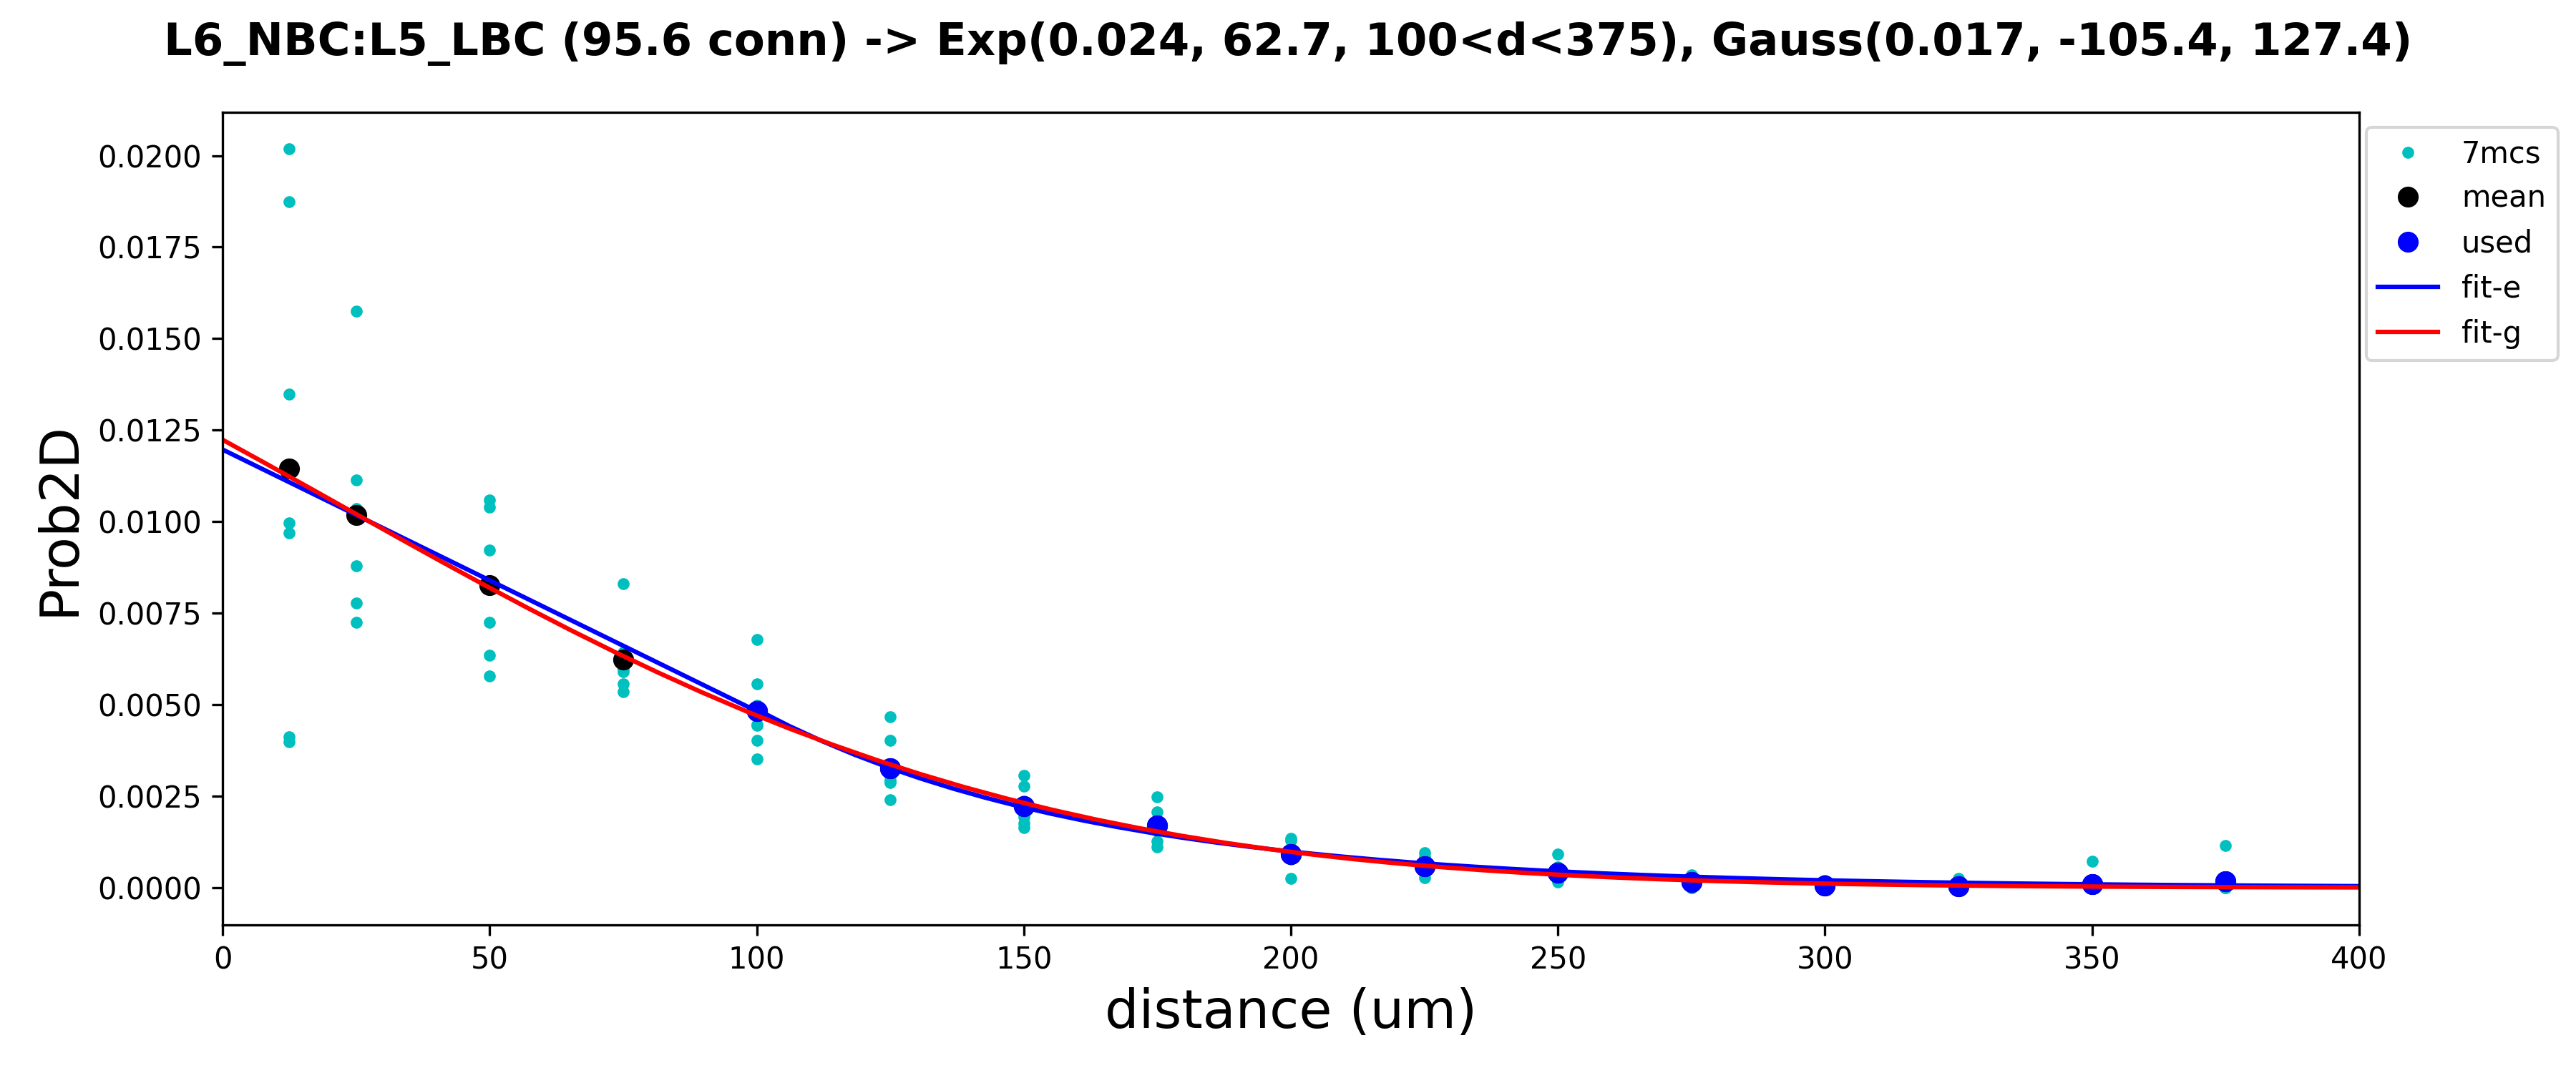 L6_NBC:L5_LBC (95.6 conn) -> Exp(0.024, 62.7, 100<d<375), Gauss(0.017, -105.4, 127.4)
0.0200
0.0175
0.0150
0.0125
0.0100
0.0075
0.0050
0.0025
0.0000
Prob2D
0 50 100 150 200 250 300 350 400
distance (um)
7mcs
mean
used
fit-e
fit-g